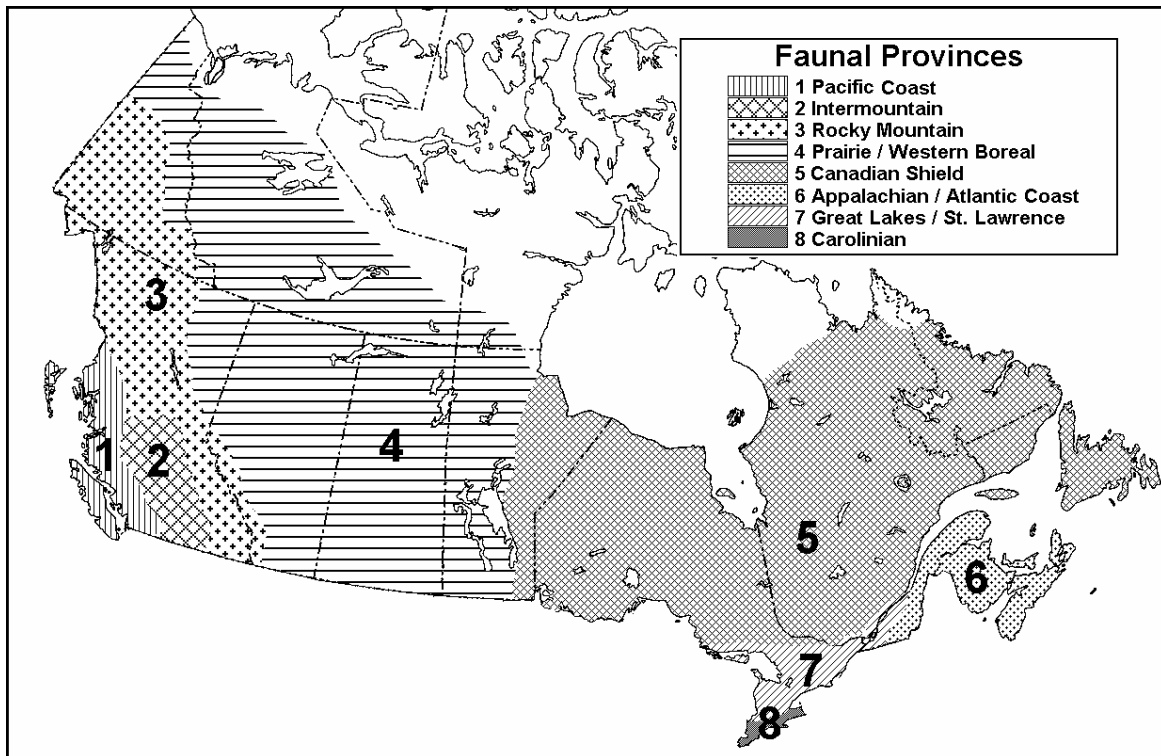 Faunal Provinces
1 Pacific Coast
2 Intermountain
3 Rocky Mountain
4 Prairie / Western Boreal
5 Canadian Shield
6 Appalachian / Atlantic Coast
7 Great Lakes / St. Lawrence
8 Carolinian
3
1
2
4
5
6
7
8